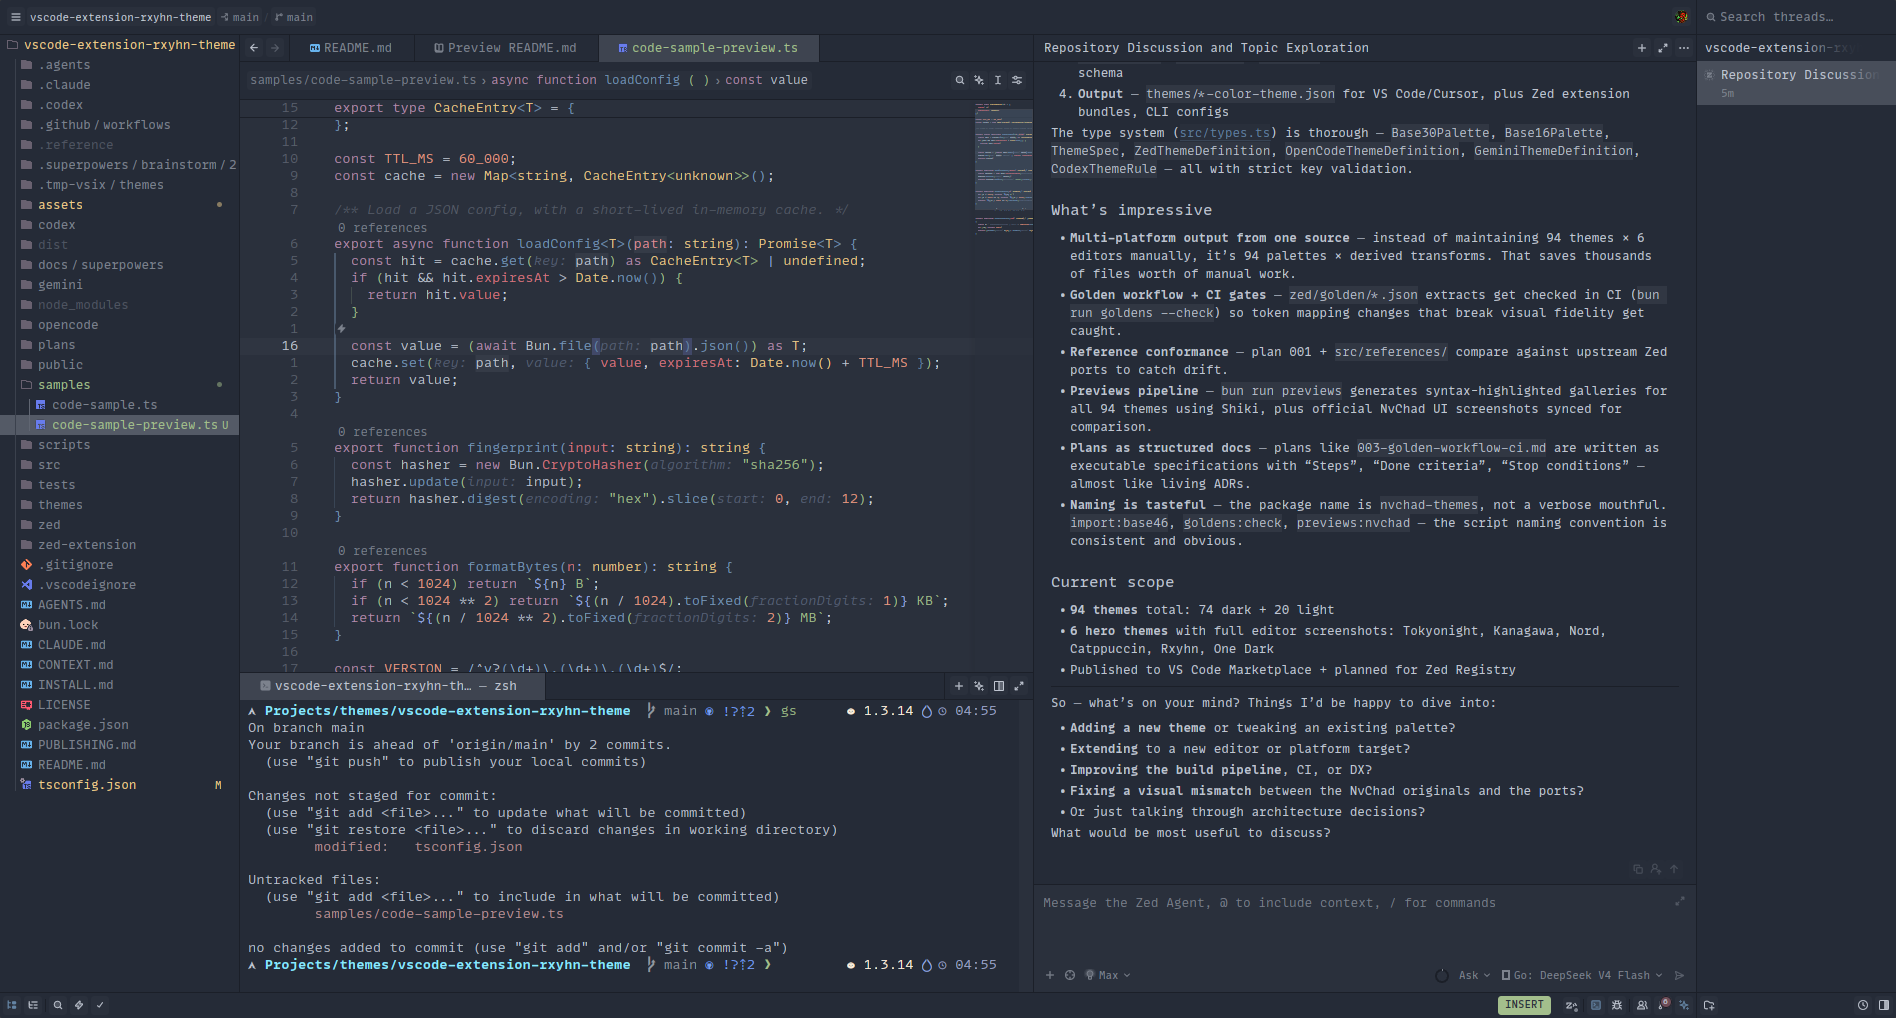 vscode-extension-rxyhn-theme main main
Search threads…
vscode-extension-rxyhn-theme
.agents
.claude
.codex
.github / workflows
.reference
.superpowers / brainstorm / 2
.tmp-vsix / themes
assets
codex
dist
docs / superpowers
gemini
node_modules
opencode
plans
public
samples
code-sample.ts
code-sample-preview.ts U
scripts
src
tests
themes
zed
zed-extension
.gitignore
.vscodeignore
AGENTS.md
bun.lock
CLAUDE.md
CONTEXT.md
INSTALL.md
LICENSE
package.json
PUBLISHING.md
README.md
tsconfig.json M
README.md
Preview README.md
code-sample-preview.ts
samples/code-sample-preview.ts › async function loadConfig ( ) › const value
15 export type CacheEntry<T> = {
12 };
11
10 const TTL_MS = 60_000;
9 const cache = new Map<string, CacheEntry<unknown>>();
8
7 /** Load a JSON config, with a short-lived in-memory cache. */
0 references
6 export async function loadConfig<T>(path: string): Promise<T> {
5 const hit = cache.get(key: path) as CacheEntry<T> | undefined;
4 if (hit && hit.expiresAt > Date.now()) {
3 return hit.value;
2 }
1
16 const value = (await Bun.file(path: path).json()) as T;
1 cache.set(key: path, value: { value, expiresAt: Date.now() + TTL_MS });
2 return value;
3 }
4
0 references
5 export function fingerprint(input: string): string {
6 const hasher = new Bun.CryptoHasher(algorithm: "sha256");
7 hasher.update(input: input);
8 return hasher.digest(encoding: "hex").slice(start: 0, end: 12);
9 }
10
0 references
11 export function formatBytes(n: number): string {
12 if (n < 1024) return `${n} B`;
13 if (n < 1024 ** 2) return `${(n / 1024).toFixed(fractionDigits: 1)} KB`;
14 return `${(n / 1024 ** 2).toFixed(fractionDigits: 2)} MB`;
15 }
16
17 const VERSION = /^v?(\d+)\.(\d+)\.(\d+)$/;
vscode-extension-rxyhn-th… — zsh
Projects/themes/vscode-extension-rxyhn-theme main !?⇡2 ❯ gs 1.3.14 04:55
On branch main
Your branch is ahead of 'origin/main' by 2 commits.
(use "git push" to publish your local commits)
Changes not staged for commit:
(use "git add <file>..." to update what will be committed)
(use "git restore <file>..." to discard changes in working directory)
modified: tsconfig.json
Untracked files:
(use "git add <file>..." to include in what will be committed)
samples/code-sample-preview.ts
no changes added to commit (use "git add" and/or "git commit -a")
Projects/themes/vscode-extension-rxyhn-theme main !?⇡2 ❯ 1.3.14 04:55
Repository Discussion and Topic Exploration
schema
4. Output — themes/*-color-theme.json for VS Code/Cursor, plus Zed extension
bundles, CLI configs
The type system (src/types.ts) is thorough — Base30Palette, Base16Palette,
ThemeSpec, ZedThemeDefinition, OpenCodeThemeDefinition, GeminiThemeDefinition,
CodexThemeRule — all with strict key validation.
What’s impressive
• Multi-platform output from one source — instead of maintaining 94 themes × 6
editors manually, it’s 94 palettes × derived transforms. That saves thousands
of files worth of manual work.
• Golden workflow + CI gates — zed/golden/*.json extracts get checked in CI (bun
run goldens --check) so token mapping changes that break visual fidelity get
caught.
• Reference conformance — plan 001 + src/references/ compare against upstream Zed
ports to catch drift.
• Previews pipeline — bun run previews generates syntax-highlighted galleries for
all 94 themes using Shiki, plus official NvChad UI screenshots synced for
comparison.
• Plans as structured docs — plans like 003-golden-workflow-ci.md are written as
executable specifications with “Steps”, “Done criteria”, “Stop conditions” —
almost like living ADRs.
• Naming is tasteful — the package name is nvchad-themes, not a verbose mouthful.
import:base46, goldens:check, previews:nvchad — the script naming convention is
consistent and obvious.
Current scope
• 94 themes total: 74 dark + 20 light
• 6 hero themes with full editor screenshots: Tokyonight, Kanagawa, Nord,
Catppuccin, Rxyhn, One Dark
• Published to VS Code Marketplace + planned for Zed Registry
So — what’s on your mind? Things I’d be happy to dive into:
• Adding a new theme or tweaking an existing palette?
• Extending to a new editor or platform target?
• Improving the build pipeline, CI, or DX?
• Fixing a visual mismatch between the NvChad originals and the ports?
• Or just talking through architecture decisions?
What would be most useful to discuss?
Message the Zed Agent, @ to include context, / for commands
Max
Ask
Go: DeepSeek V4 Flash
vscode-extension-rx
Repository Discussion
5m
INSERT
6